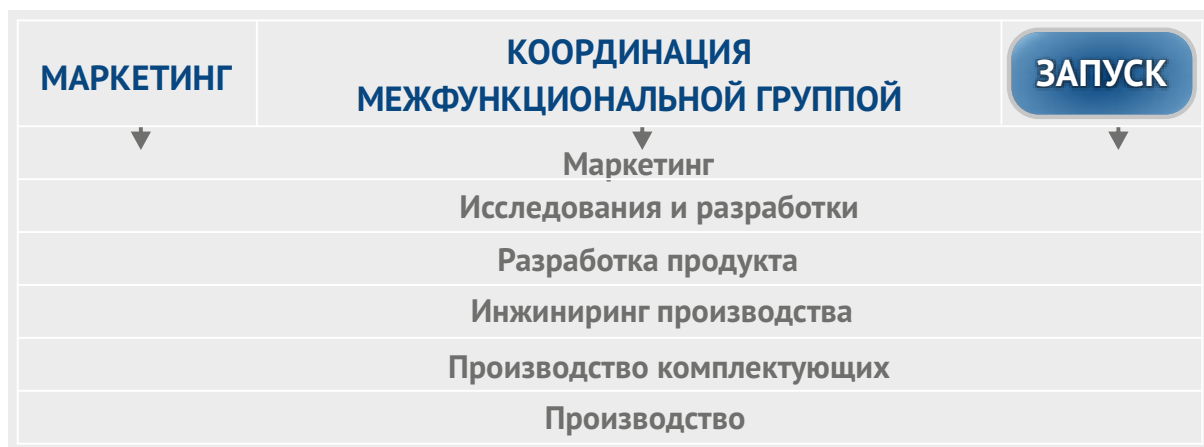 МАРКЕТИНГ
КООРДИНАЦИЯ
МЕЖФУНКЦИОНАЛЬНОЙ ГРУППОЙ
ЗАПУСК
Маркетинг
Исследования и разработки
Разработка продукта
Инжиниринг производства
Производство комплектующих
Производство